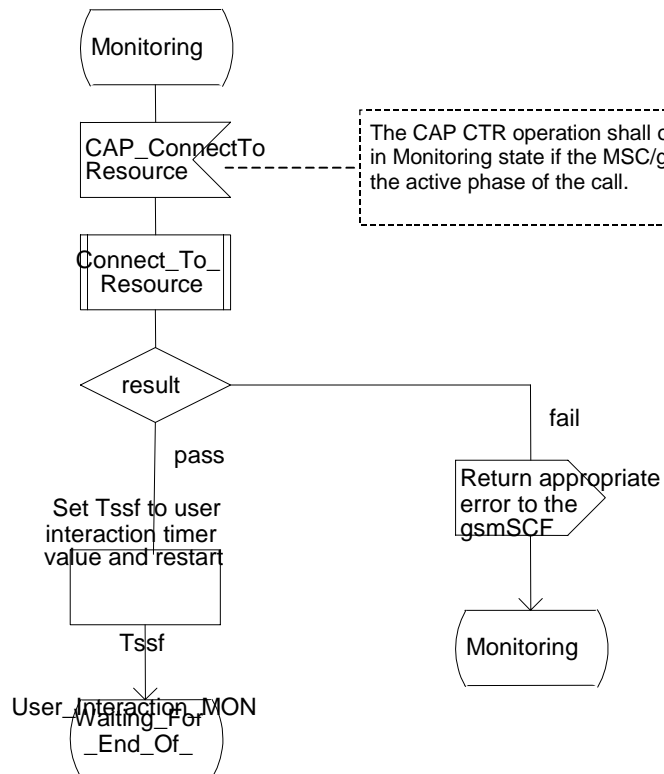 Monitoring
CAP_ConnectTo
Resource
The CAP CTR operation shall
in Monitoring state if the
the active phase of the call.
Connect_To_
Resource
result
fail
pass
Return appropriate
error to the
gsmSCF
Set Tssf to user
interaction timer
value and restart
Tssf
Monitoring
User_Interaction_MON
Waiting_For
_End_Of_